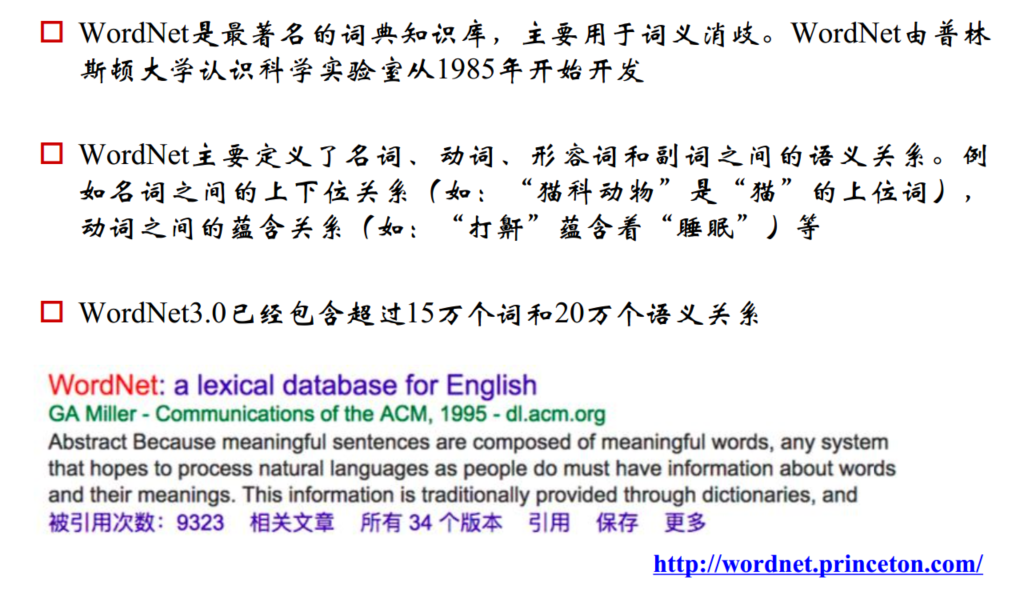 WordNet是最著名的词典知识库，主要用于词义消歧。WordNet由普林
斯顿大学认识科学实验室从1985年开始开发
WordNet主要定义了名词、动词、形容词和副词之间的语义关系。例
如名词之间的上下位关系（如：“猫科动物”是“猫”的上位词），
动词之间的蕴含关系（如：“打鼾”蕴含着“睡眠”）等
WordNet3.0已经包含超过15万个词和20万个语义关系
WordNet: a lexical database for English
GA Miller - Communications of the ACM, 1995 - dl.acm.org
Abstract Because meaningful sentences are composed of meaningful words, any system
that hopes to process natural languages as people do must have information about words
and their meanings. This information is traditionally provided through dictionaries, and
被引用次数：9323 相关文章 所有 34 个版本 引用 保存 更多
http://wordnet.princeton.com/